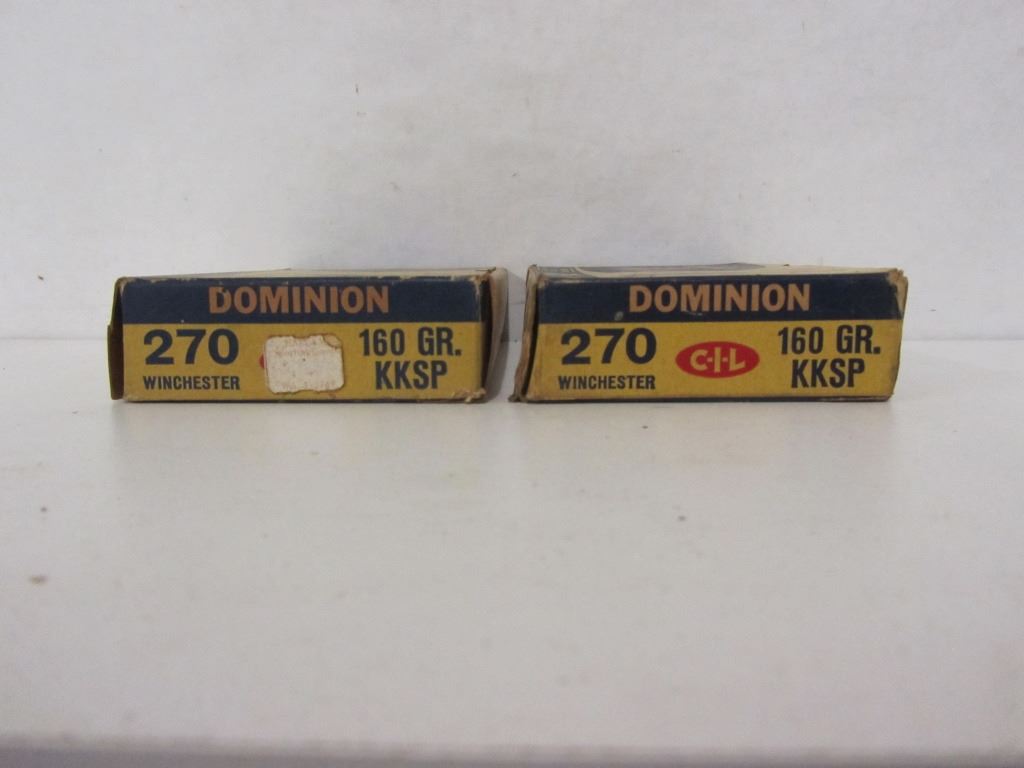 DOMINION
270
WINCHESTER
160 GR.
KKSP
DOMINION
270
WINCHESTER
C-I-L
160 GR.
KKSP